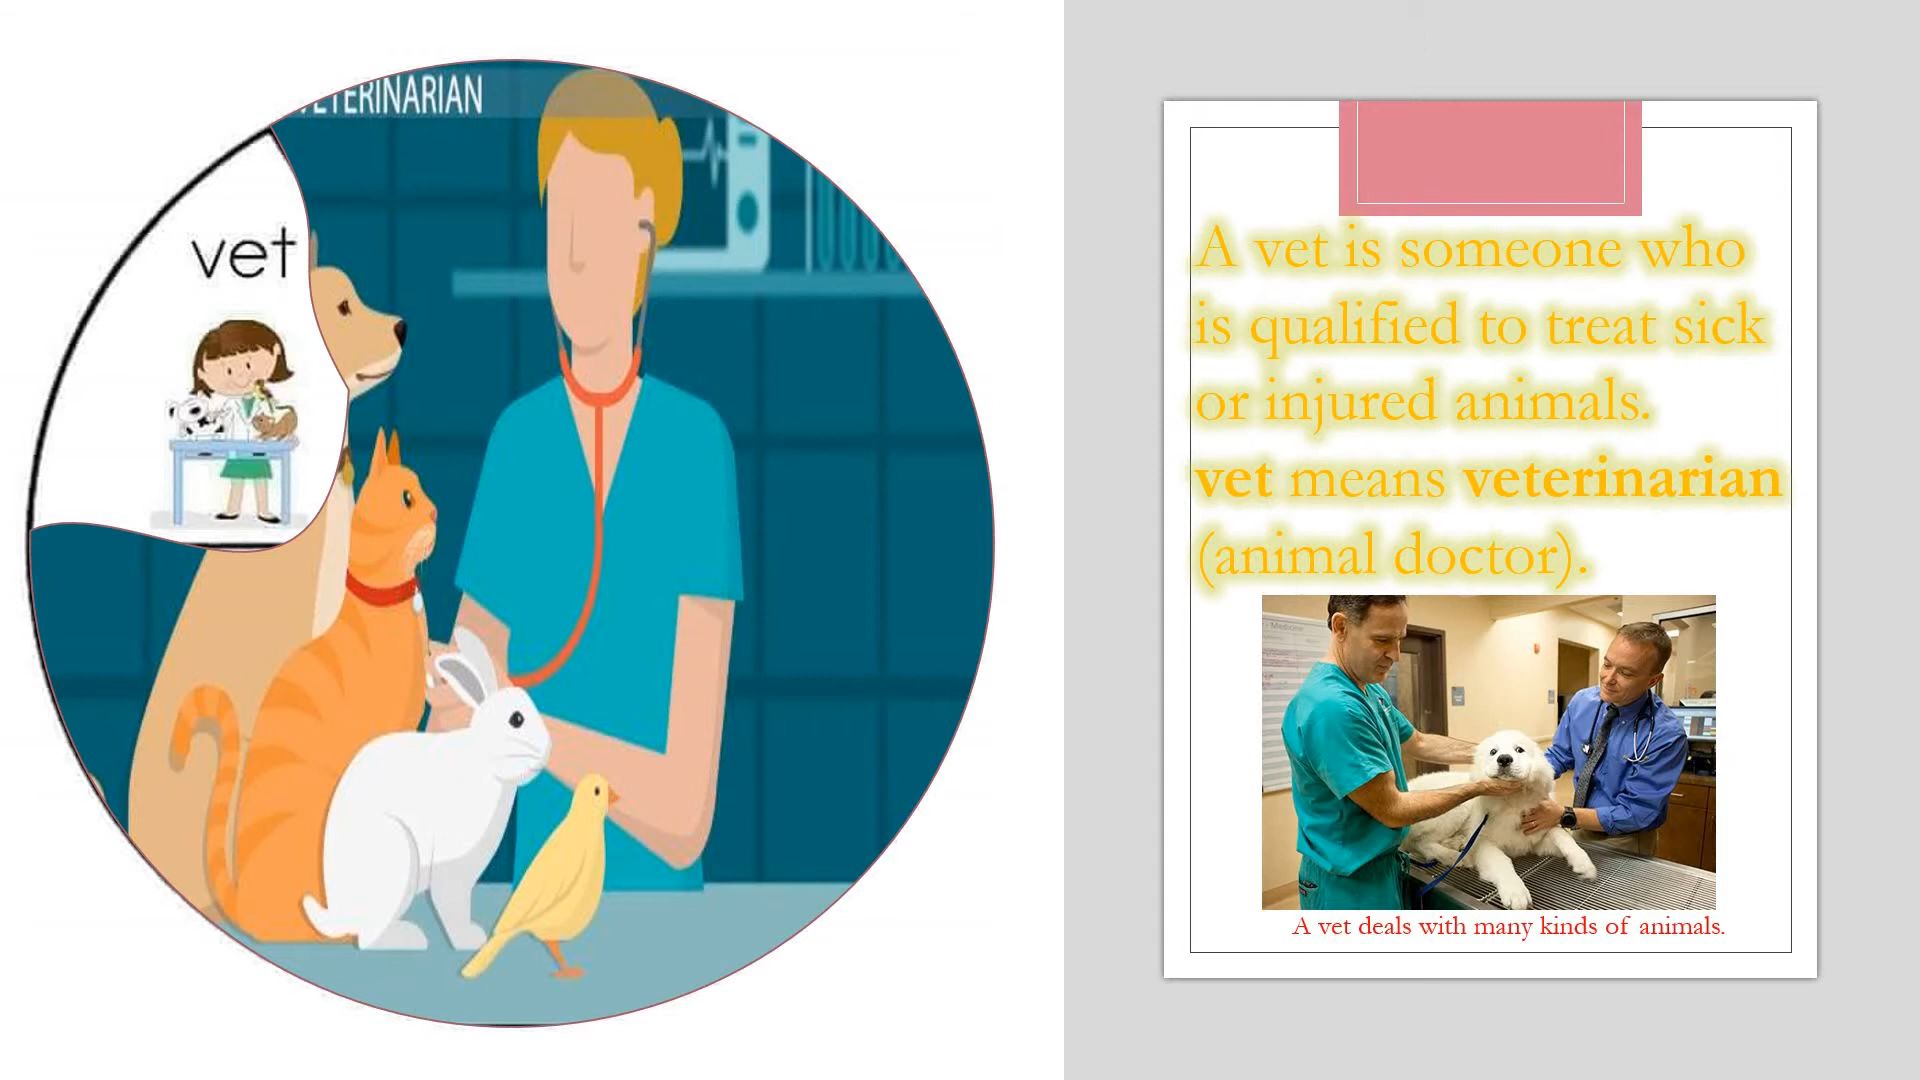 VETERINARIAN
vet
A vet is someone who
is qualified to treat sick
or injured animals.
vet means veterinarian
(animal doctor).
A vet deals with many kinds of animals.